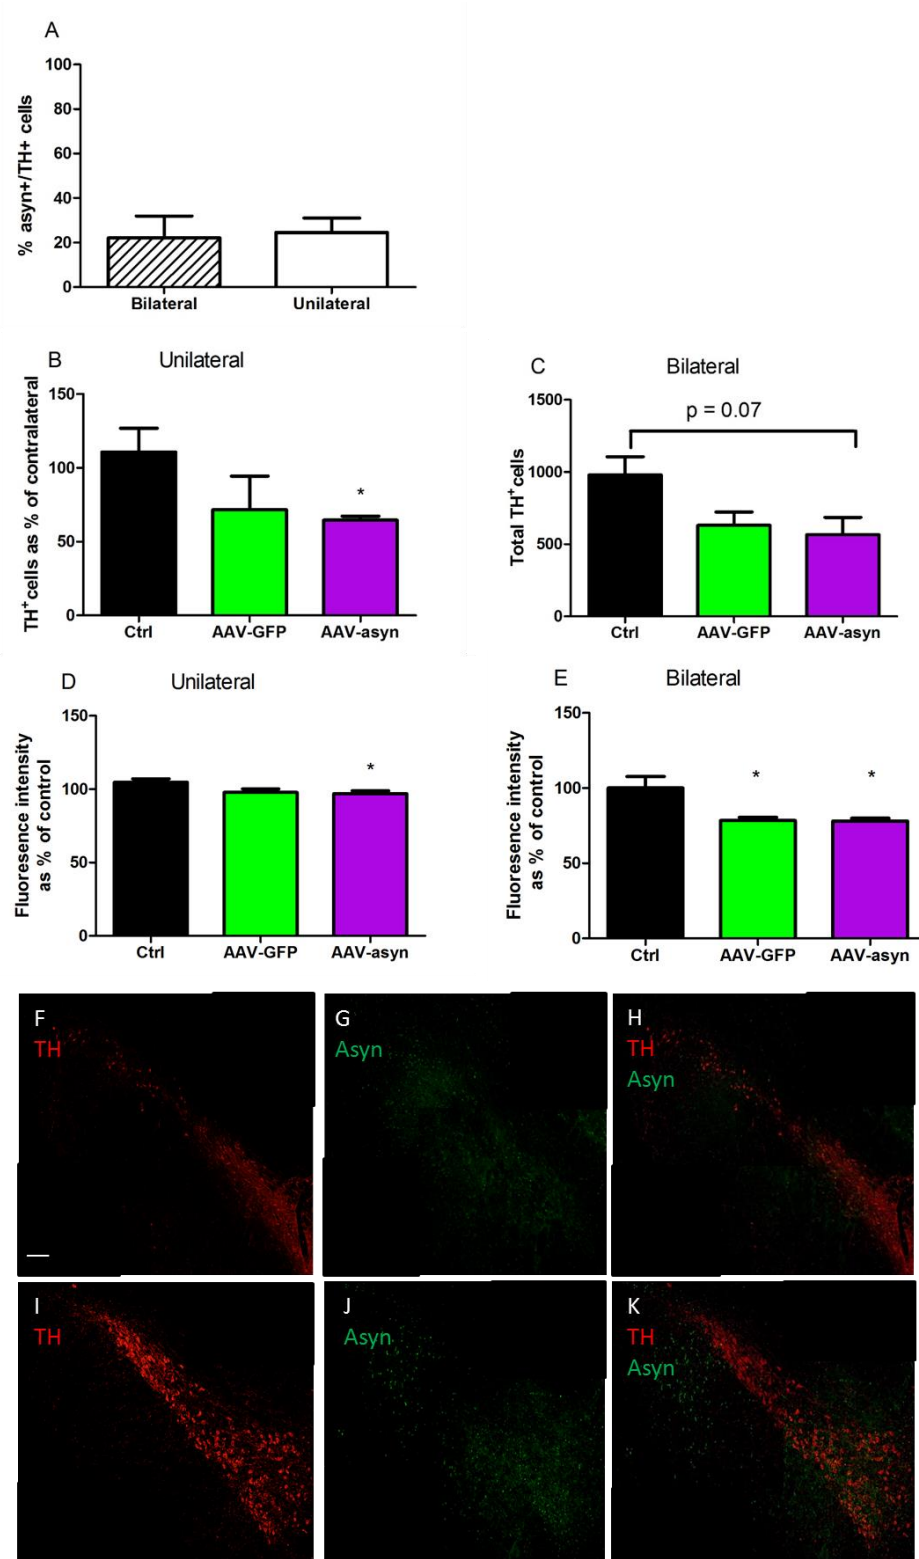 A
% asyn+/TH+ cells
100
80
60
40
20
0
Bilateral
Unilateral
B
Unilateral
TH+cells as % of contralateral
150
100
50
0
Ctrl
AAV-GFP
AAV-asyn
*
C
Bilateral
p = 0.07
Total TH+cells
1500
1000
500
0
Ctrl
AAV-GFP
AAV-asyn
D
Unilateral
Fluoresence intensity
as % of control
150
100
50
0
Ctrl
AAV-GFP
AAV-asyn
*
E
Bilateral
Fluoresence intensity
as % of control
150
100
50
0
Ctrl
AAV-GFP
AAV-asyn
*
*
F
TH
G
Asyn
H
TH
Asyn
I
TH
J
Asyn
K
TH
Asyn